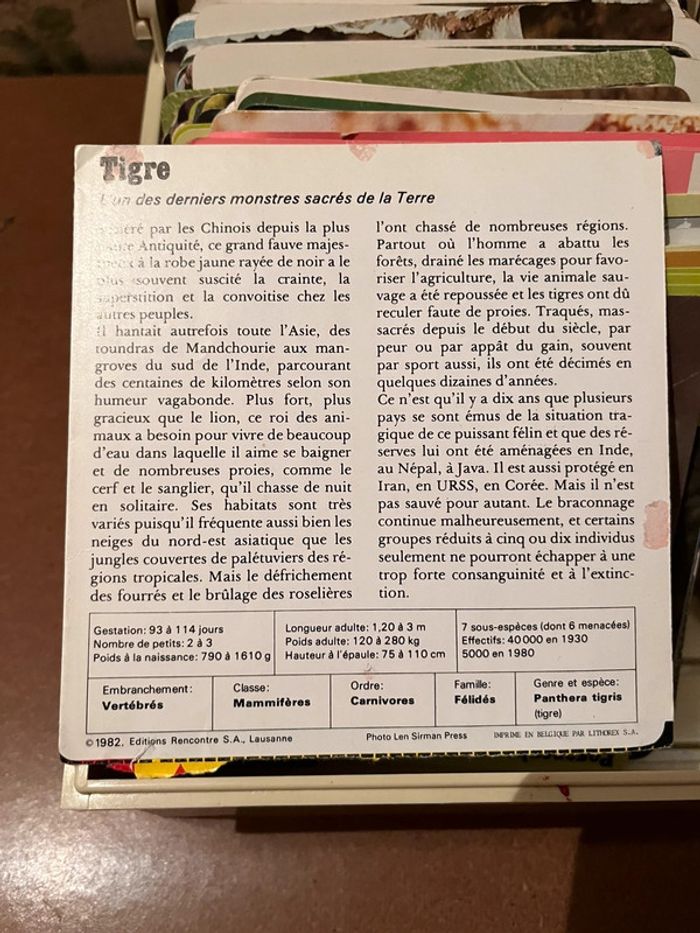 Tigre
L'un des derniers monstres sacrés de la Terre
par les Chinois depuis la plus
Antiquité, ce grand fauve majes-
à la robe jaune rayée de noir a le
plus souvent suscité la crainte, la
superstition et la convoitise chez les
autres peuples.
Il hantait autrefois toute l'Asie, des
toundras de Mandchourie aux man-
groves du sud de l'Inde, parcourant
des centaines de kilomètres selon son
humeur vagabonde. Plus fort, plus
gracieux que le lion, ce roi des ani-
maux a besoin pour vivre de beaucoup
d'eau dans laquelle il aime se baigner
et de nombreuses proies, comme le
cerf et le sanglier, qu'il chasse de nuit
en solitaire. Ses habitats sont très
variés puisqu'il fréquente aussi bien les
neiges du nord-est asiatique que les
jungles couvertes de palétuviers des ré-
gions tropicales. Mais le défrichement
des fourrés et le brûlage des roselières
l'ont chassé de nombreuses régions.
Partout où l'homme a abattu les
forêts, drainé les marécages pour favo-
riser l'agriculture, la vie animale sau-
vage a été repoussée et les tigres ont dû
reculer faute de proies. Traqués, mas-
sacrés depuis le début du siècle, par
peur ou par appât du gain, souvent
par sport aussi, ils ont été décimés en
quelques dizaines d'années.
Ce n'est qu'il y a dix ans que plusieurs
pays se sont émus de la situation tra-
gique de ce puissant félin et que des ré-
serves lui ont été aménagées en Inde,
au Népal, à Java. Il est aussi protégé en
Iran, en URSS, en Corée. Mais il n'est
pas sauvé pour autant. Le braconnage
continue malheureusement, et certains
groupes réduits à cinq ou dix individus
seulement ne pourront échapper à une
trop forte consanguinité et à l'extinc-
tion.
Gestation: 93 à 114 jours
Nombre de petits: 2 à 3
Poids à la naissance: 790 à 1610 g
Longueur adulte: 1,20 à 3 m
Poids adulte: 120 à 280 kg
Hauteur à l'épaule: 75 à 110 cm
7 sous-espèces (dont 6 menacées)
Effectifs: 40000 en 1930
5000 en 1980
Embranchement:
Vertébrés
Classe:
Mammifères
Ordre:
Carnivores
Famille:
Félidés
Genre et espèce:
Panthera tigris
(tigre)
©1982, Editions Rencontre S.A., Lausanne
Photo Len Sirman Press
IMPRIMÉ EN BELGIQUE PAR LITHOREX S.A.